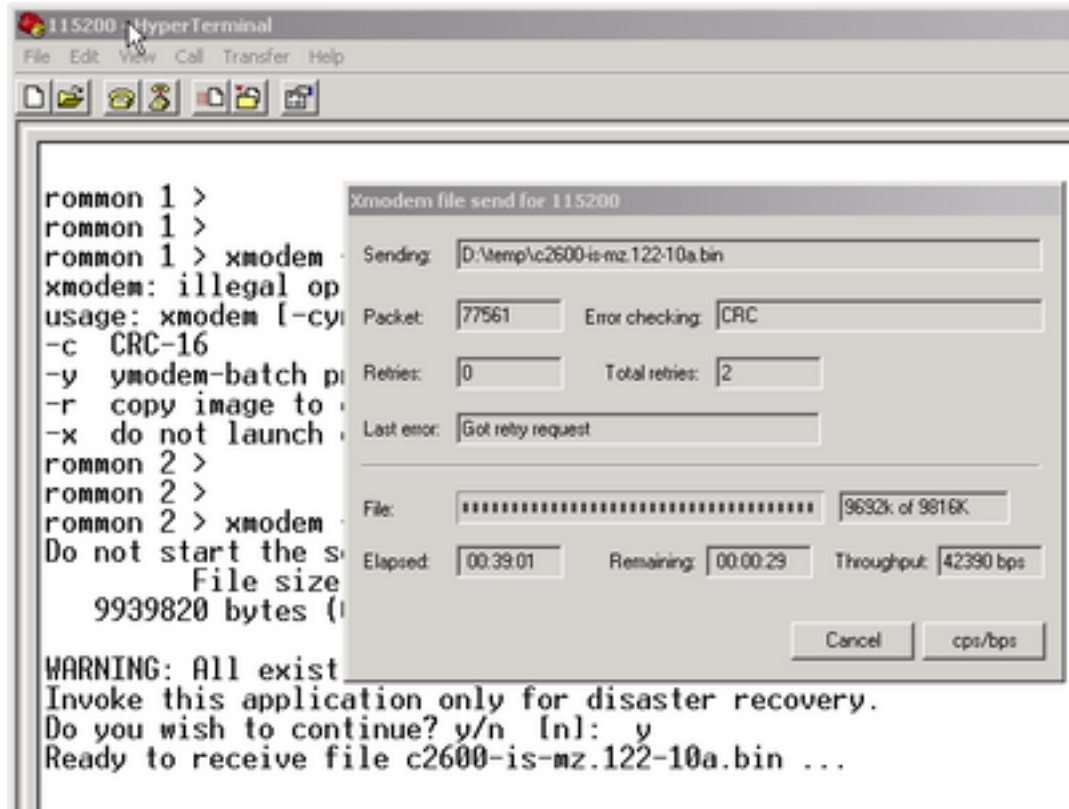 115200 - HyperTerminal
File Edit View Call Transfer Help
rommon 1 >
rommon 1 >
rommon 1 > xmodem
xmodem: illegal op
usage: xmodem [-cy
-c CRC-16
-y ymodem-batch p
-r copy image to
-x do not launch
rommon 2 >
rommon 2 >
rommon 2 > xmodem
Do not start the s
File size
9939820 bytes (
WARNING: All exist
Invoke this application only for disaster recovery.
Do you wish to continue? y/n [n]: y
Ready to receive file c2600-is-mz.122-10a.bin ...
Xmodem file send for 115200
Sending: D:\temp\c2600-is-mz.122-10a.bin
Packet: 77561 Error checking: CRC
Retries: 0 Total retries: 2
Last error: Got retry request
File: 9692k of 9816K
Elapsed: 00:39:01 Remaining: 00:00:29 Throughput: 42390 bps
Cancel cps/bps